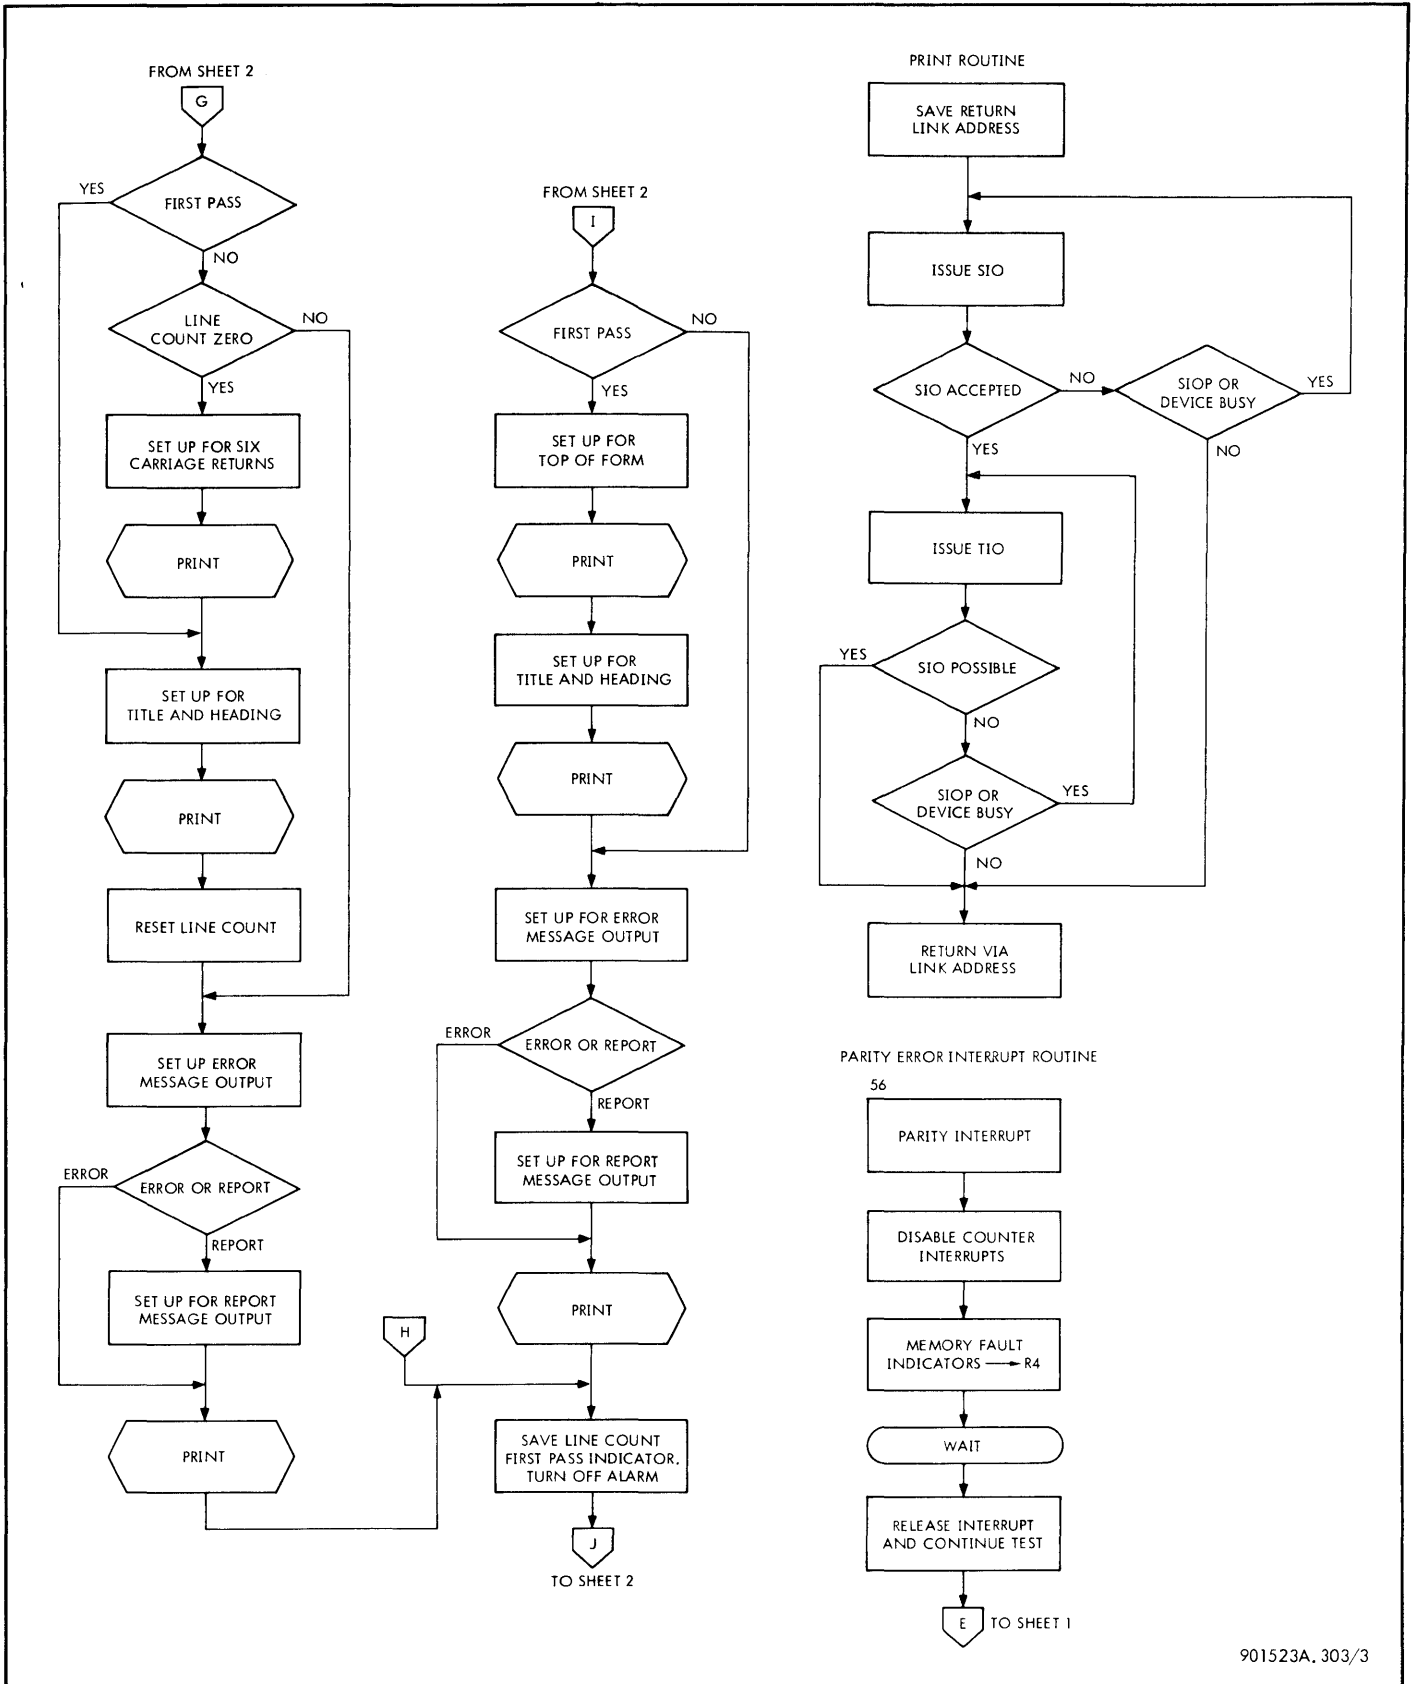 FROM SHEET 2
G
FIRST PASS
YES
NO
LINE
COUNT ZERO
NO
YES
SET UP FOR SIX
CARRIAGE RETURNS
PRINT
SET UP FOR
TITLE AND HEADING
PRINT
RESET LINE COUNT
SET UP ERROR
MESSAGE OUTPUT
ERROR
ERROR OR REPORT
REPORT
SET UP FOR REPORT
MESSAGE OUTPUT
PRINT
FROM SHEET 2
I
FIRST PASS
NO
YES
SET UP FOR
TOP OF FORM
PRINT
SET UP FOR
TITLE AND HEADING
PRINT
SET UP FOR ERROR
MESSAGE OUTPUT
ERROR
ERROR OR REPORT
REPORT
SET UP FOR REPORT
MESSAGE OUTPUT
PRINT
H
SAVE LINE COUNT
FIRST PASS INDICATOR.
TURN OFF ALARM
J
TO SHEET 2
PRINT ROUTINE
SAVE RETURN
LINK ADDRESS
ISSUE SIO
SIO ACCEPTED
NO
SIOP OR
DEVICE BUSY
YES
NO
YES
ISSUE TIO
YES
SIO POSSIBLE
NO
SIOP OR
DEVICE BUSY
YES
NO
RETURN VIA
LINK ADDRESS
PARITY ERROR INTERRUPT ROUTINE
56
PARITY INTERRUPT
DISABLE COUNTER
INTERRUPTS
MEMORY FAULT
INDICATORS → R4
WAIT
RELEASE INTERRUPT
AND CONTINUE TEST
E
TO SHEET 1
901523A. 303/3